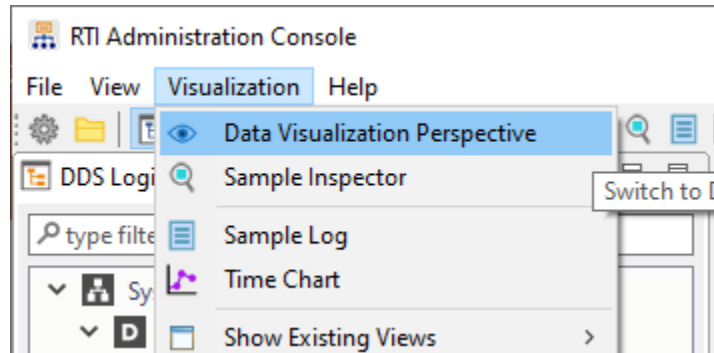 RTI Administration Console
File View Visualization Help
Data Visualization Perspective
DDS Logi
Sample Inspector
Switch to D
type filte
Sample Log
Sy
Time Chart
D
Show Existing Views